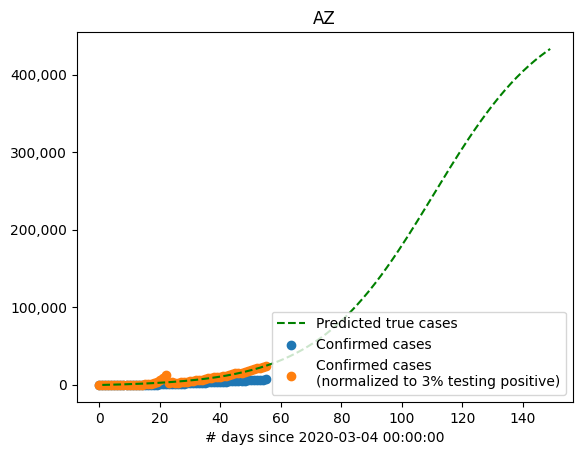 AZ
400,000
300,000
200,000
100,000
0
Predicted true cases
Confirmed cases
Confirmed cases
(normalized to 3% testing positive)
0 20 40 60 80 100 120 140
# days since 2020-03-04 00:00:00